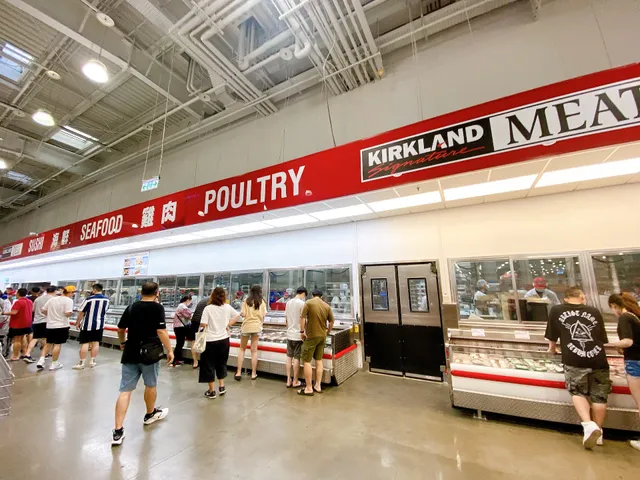 SUSHI 海鮮 SEAFOOD 雞肉 POULTRY
KIRKLAND
Signature
MEAT